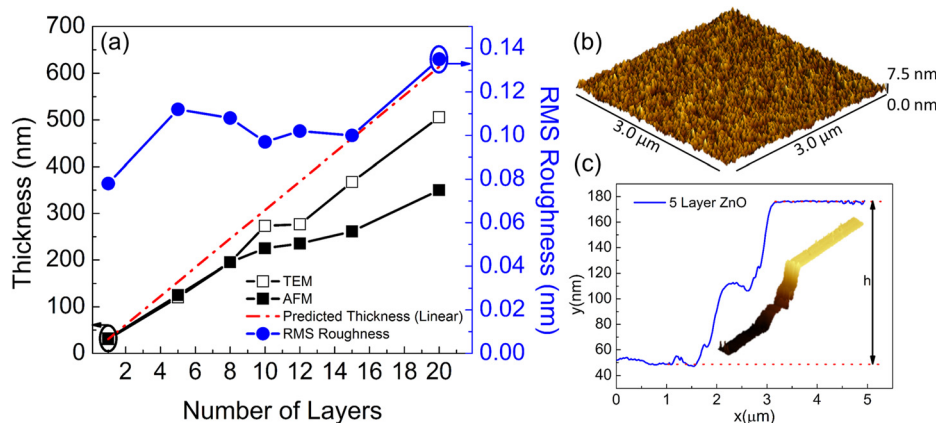 (a)
700
600
500
400
300
200
100
0
Thickness (nm)
2 4 6 8 10 12 14 16 18 20
Number of Layers
TEM
AFM
Predicted Thickness (Linear)
RMS Roughness
0.14
0.12
0.10
0.08
0.06
0.04
0.02
0.00
RMS Roughness (nm)
(b)
7.5 nm
0.0 nm
3.0 µm
3.0 µm
(c)
180
160
140
120
100
80
60
40
y(nm)
5 Layer ZnO
h
0 1 2 3 4 5
x(µm)